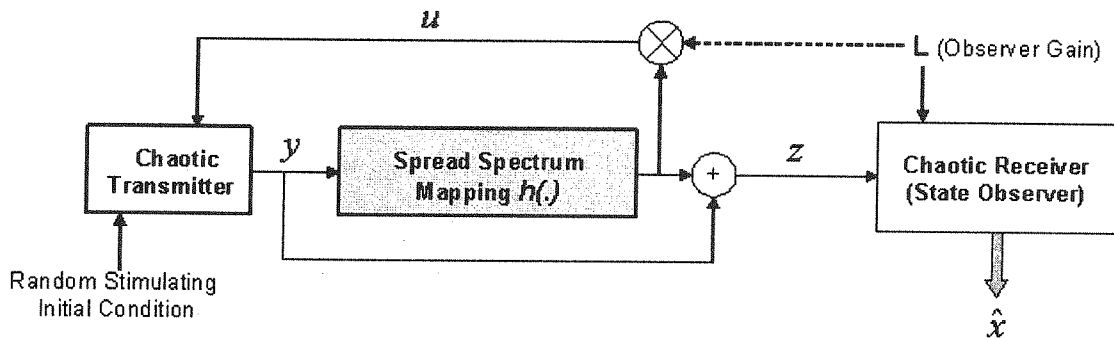 u
L (Observer Gain)
Chaotic
Transmitter
y
Spread Spectrum
Mapping h(.)
+
z
Chaotic Receiver
(State Observer)
Random Stimulating
Initial Condition
x̂